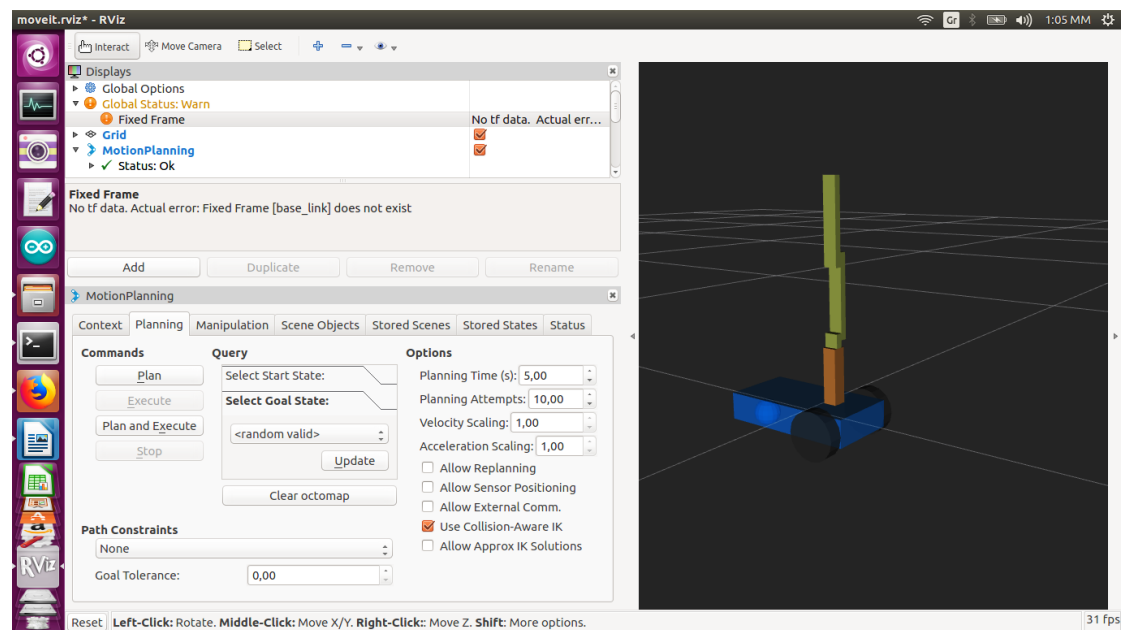 moveit.rviz* - RViz
Gr
1:05 ΜΜ
Interact Move Camera Select
Displays
Global Options
Global Status: Warn
Fixed Frame No tf data. Actual err...
Grid
MotionPlanning
Status: Ok
Fixed Frame
No tf data. Actual error: Fixed Frame [base_link] does not exist
Add Duplicate Remove Rename
MotionPlanning
Context Planning Manipulation Scene Objects Stored Scenes Stored States Status
Commands Query Options
Plan Select Start State: Planning Time (s): 5,00
Execute Select Goal State: Planning Attempts: 10,00
Plan and Execute <random valid> Velocity Scaling: 1,00
Stop Update Acceleration Scaling: 1,00
Allow Replanning
Clear octomap Allow Sensor Positioning
Allow External Comm.
Path Constraints Use Collision-Aware IK
None Allow Approx IK Solutions
Goal Tolerance: 0,00
RViz
Reset Left-Click: Rotate. Middle-Click: Move X/Y. Right-Click:: Move Z. Shift: More options. 31 fps